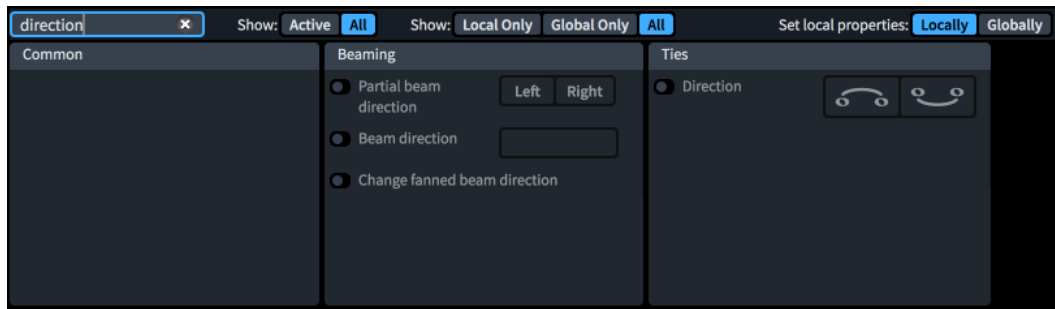 direction Show: Active All Show: Local Only Global Only All Set local properties: Locally Globally
Common Beaming Ties
Partial beam direction Left Right
Direction
Beam direction
Change fanned beam direction